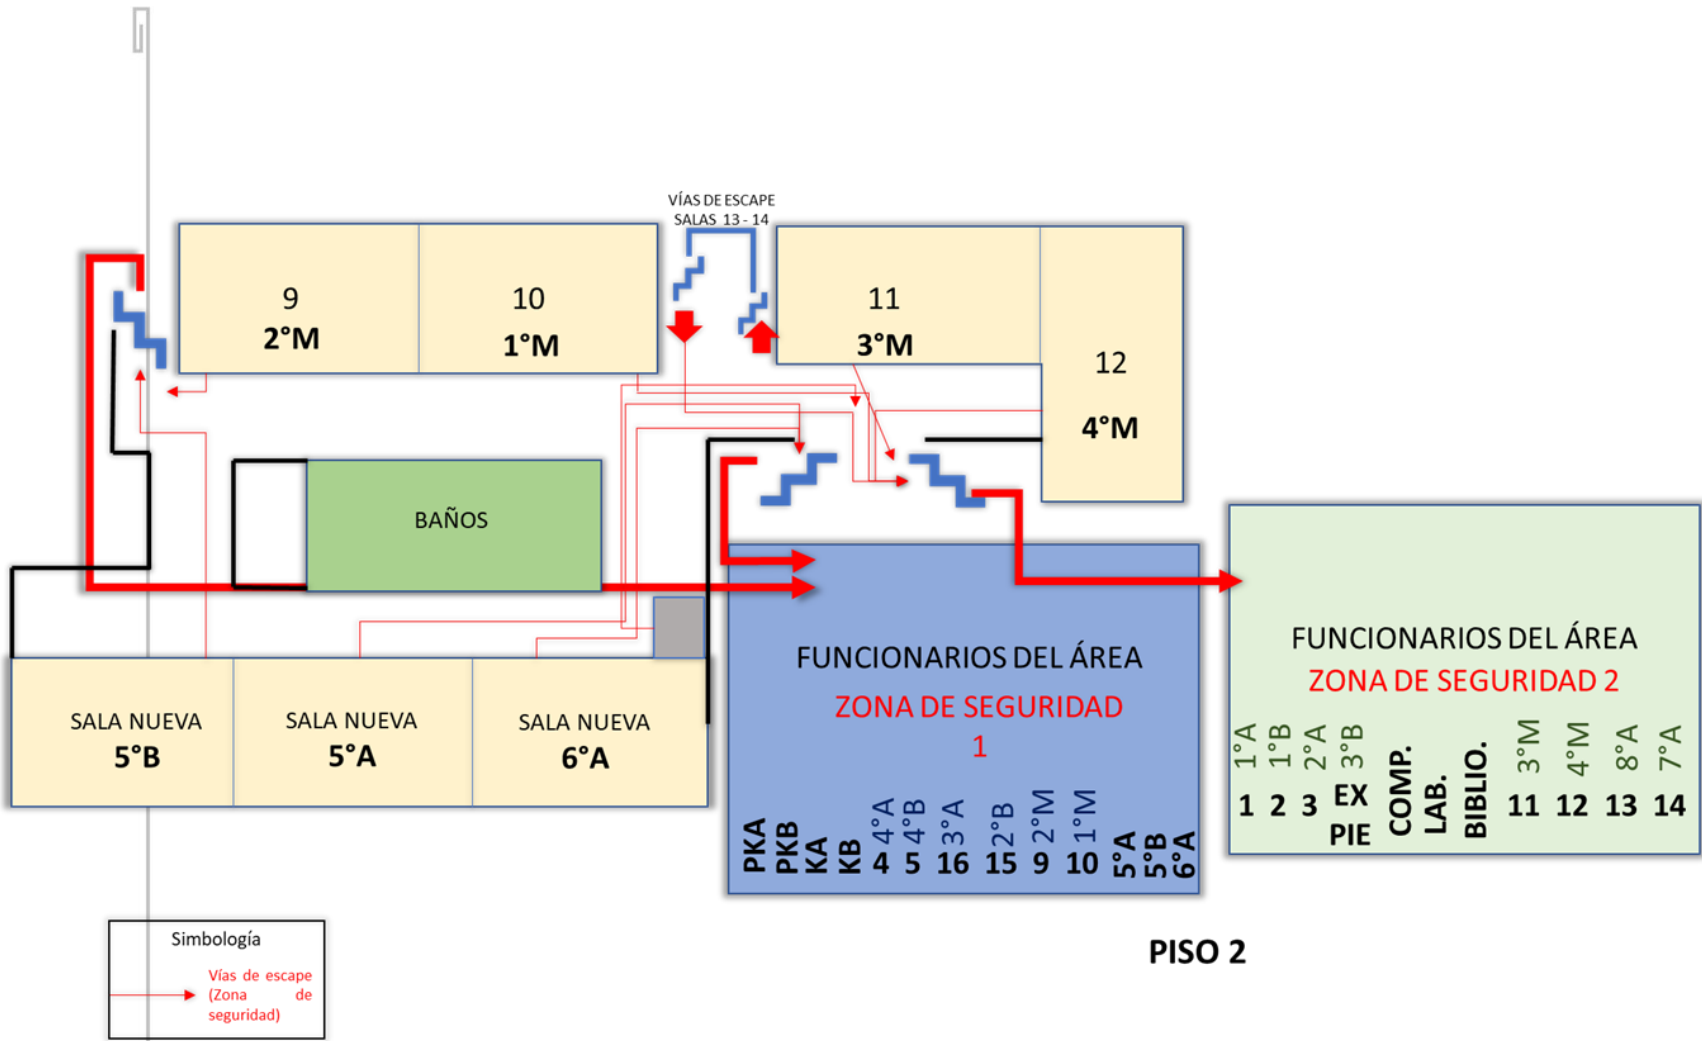 VÍAS DE ESCAPE
SALAS 13 - 14
9
2°M
10
1°M
11
3°M
12
4°M
BAÑOS
SALA NUEVA
5°B
SALA NUEVA
5°A
SALA NUEVA
6°A
FUNCIONARIOS DEL ÁREA
ZONA DE SEGURIDAD
1
PKA
PKB
KA
KB
4°A
4
4°B
5
3°A
16
2°B
15
2°M
9
1°M
10
5°A
5°B
6°A
FUNCIONARIOS DEL ÁREA
ZONA DE SEGURIDAD 2
1°A
1
1°B
2
2°A
3
3°B
EX
PIE
COMP.
LAB.
BIBLIO.
3°M
11
4°M
12
8°A
13
7°A
14
PISO 2
Simbología
Vías de escape
(Zona de
seguridad)